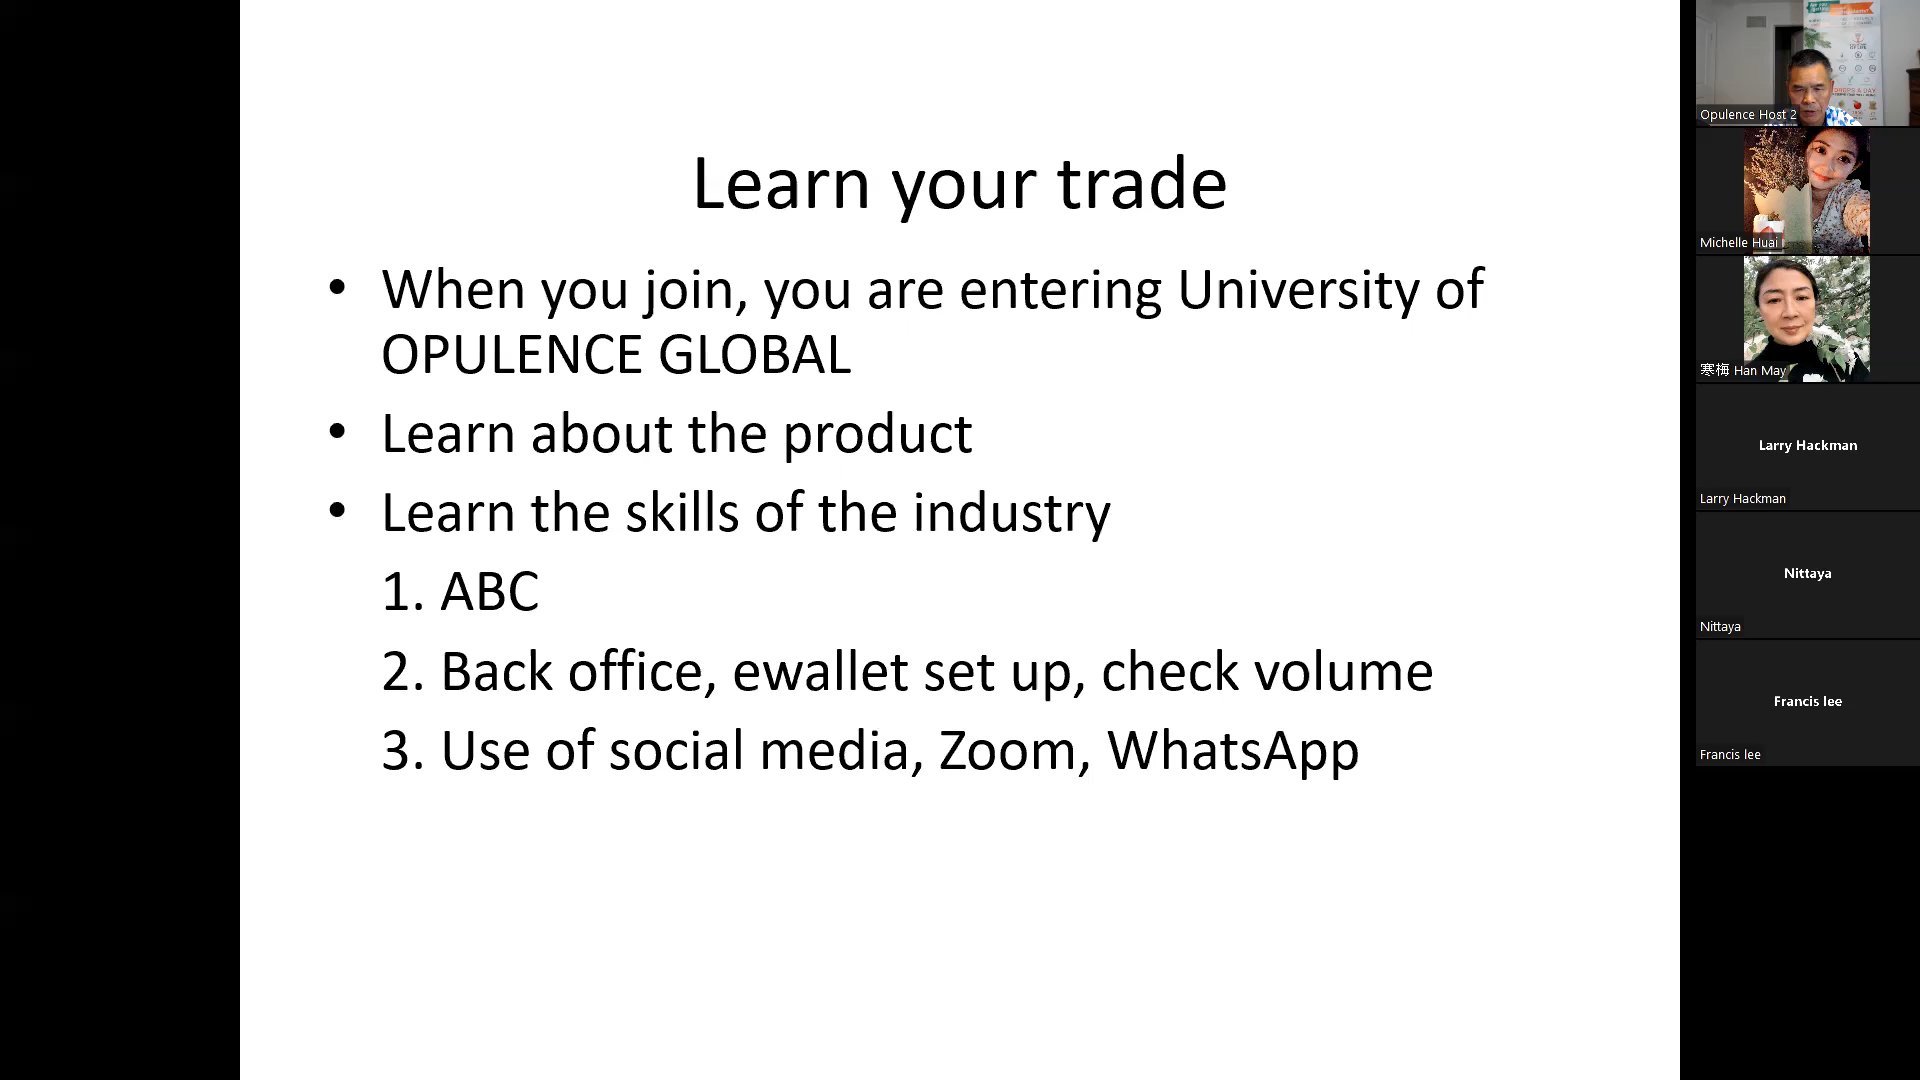 Learn your trade
• When you join, you are entering University of
OPULENCE GLOBAL
• Learn about the product
• Learn the skills of the industry
1. ABC
2. Back office, ewallet set up, check volume
3. Use of social media, Zoom, WhatsApp
Opulence Host 2
Michelle Huai
寒梅 Han May
Larry Hackman
Larry Hackman
Nittaya
Nittaya
Francis lee
Francis lee